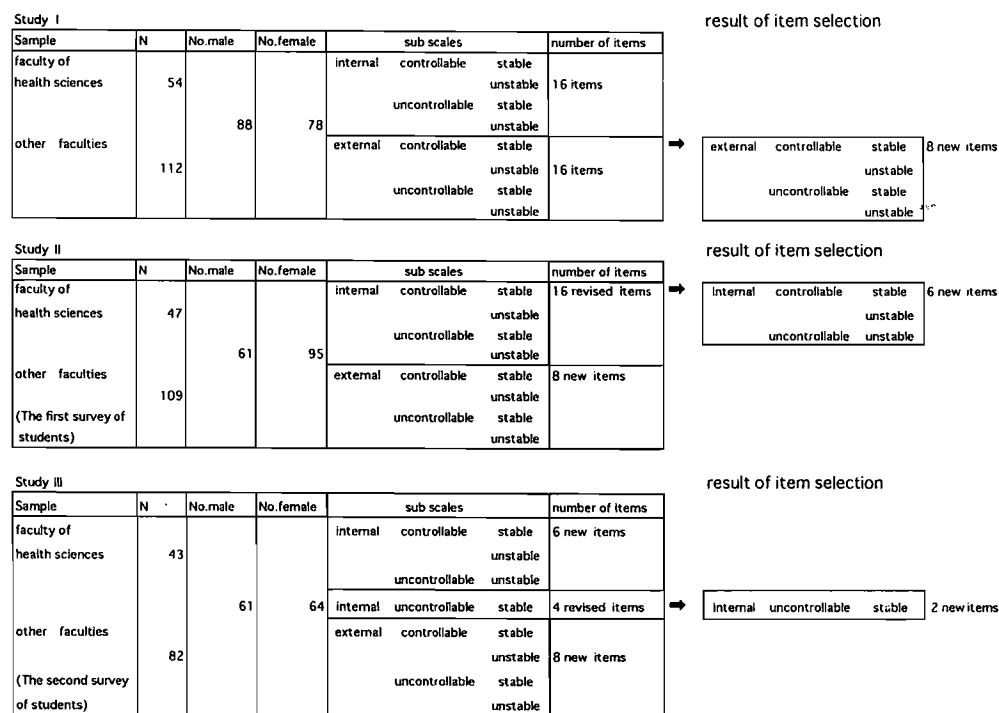 Study I
result of item selection
Sample N No.male No.female sub scales number of items
faculty of internal controllable stable
health sciences 54 unstable 16 items
uncontrollable stable
88 78 unstable
other faculties external controllable stable ➡ external controllable stable 8 new items
112 unstable 16 items unstable
uncontrollable stable uncontrollable stable
unstable unstable
Study II
result of item selection
Sample N No.male No.female sub scales number of items
faculty of internal controllable stable 16 revised items ➡ Internal controllable stable 6 new items
health sciences 47 unstable unstable
uncontrollable stable uncontrollable unstable
61 95 unstable
other faculties external controllable stable 8 new items
109 unstable
(The first survey of uncontrollable stable
students) unstable
Study III
result of item selection
Sample N No.male No.female sub scales number of items
faculty of internal controllable stable 6 new items
health sciences 43 unstable
uncontrollable unstable
61 64 internal uncontrollable stable 4 revised items ➡ Internal uncontrollable stable 2 new items
other faculties external controllable stable
82 unstable 8 new items
(The second survey uncontrollable stable
of students) unstable